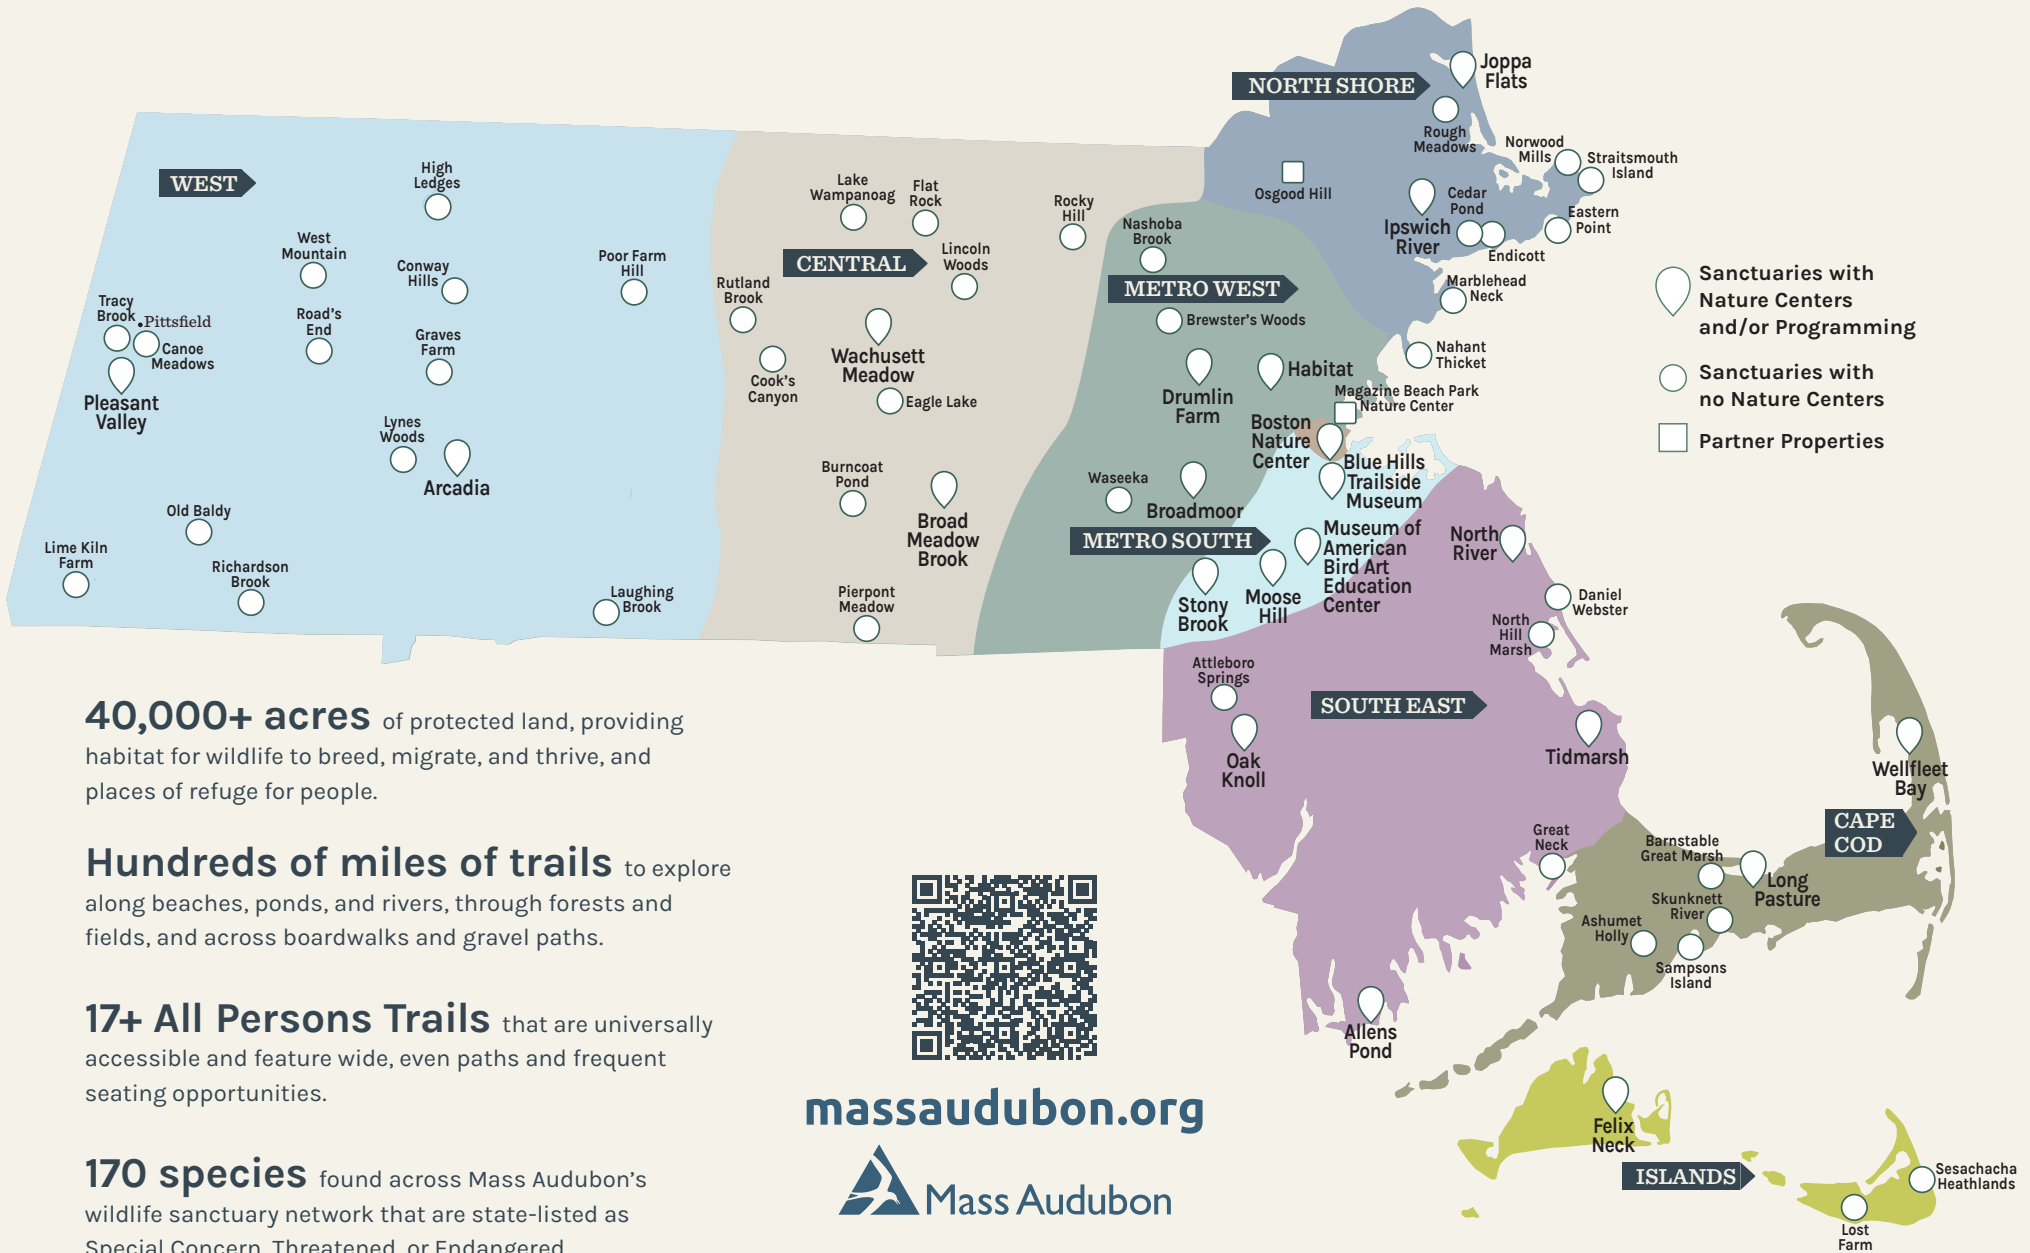 NORTH SHORE
Joppa
Flats
Rough
Meadows
Norwood
Mills
Straitsmouth
Island
Osgood Hill
Cedar
Pond
Ipswich
River
Eastern
Point
Endicott
Marblehead
Neck
Nahant
Thicket
WEST
High
Ledges
West
Mountain
Conway
Hills
Poor Farm
Hill
Tracy
Brook
Pittsfield
Canoe
Meadows
Road's
End
Graves
Farm
Pleasant
Valley
Lynes
Woods
Arcadia
Old Baldy
Lime Kiln
Farm
Richardson
Brook
Laughing
Brook
Lake
Wampanoag
Flat
Rock
Rocky
Hill
CENTRAL
Lincoln
Woods
Rutland
Brook
Wachusett
Meadow
Cook's
Canyon
Eagle Lake
Burncoat
Pond
Broad
Meadow
Brook
Pierpont
Meadow
Nashoba
Brook
METRO WEST
Brewster's Woods
Drumlin
Farm
Habitat
Magazine Beach Park
Nature Center
Boston
Nature
Center
Waseeka
Broadmoor
Blue Hills
Trailside
Museum
METRO SOUTH
Museum of
American
Bird Art
Education
Center
Stony
Brook
Moose
Hill
North
River
Daniel
Webster
North
Hill
Marsh
Attleboro
Springs
SOUTH EAST
Oak
Knoll
Tidmarsh
Great
Neck
Allens
Pond
Wellfleet
Bay
CAPE
COD
Barnstable
Great Marsh
Long
Pasture
Skunknett
River
Ashumet
Holly
Sampsons
Island
Felix
Neck
ISLANDS
Sesachacha
Heathlands
Lost
Farm
Sanctuaries with
Nature Centers
and/or Programming
Sanctuaries with
no Nature Centers
Partner Properties
40,000+ acres of protected land, providing
habitat for wildlife to breed, migrate, and thrive, and
places of refuge for people.
Hundreds of miles of trails to explore
along beaches, ponds, and rivers, through forests and
fields, and across boardwalks and gravel paths.
17+ All Persons Trails that are universally
accessible and feature wide, even paths and frequent
seating opportunities.
170 species found across Mass Audubon's
wildlife sanctuary network that are state-listed as
Special Concern, Threatened, or Endangered
massaudubon.org
Mass Audubon